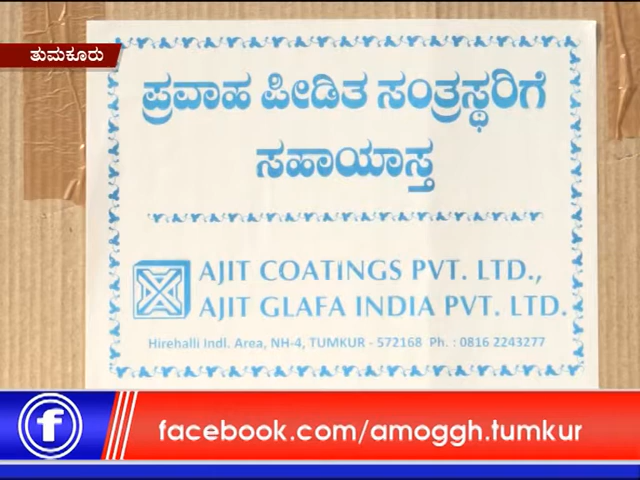 ತುಮಕೂರು
ಪ್ರವಾಹ ಪೀಡಿತ ಸಂತ್ರಸ್ಥರಿಗೆ
ಸಹಾಯಾಸ್ತ
AJIT COATINGS PVT. LTD.,
AJIT GLAFA INDIA PVT. LTD.
Hirehalli Indl. Area, NH-4, TUMKUR - 572168 Ph. : 0816 2243277
f facebook.com/amoggh.tumkur